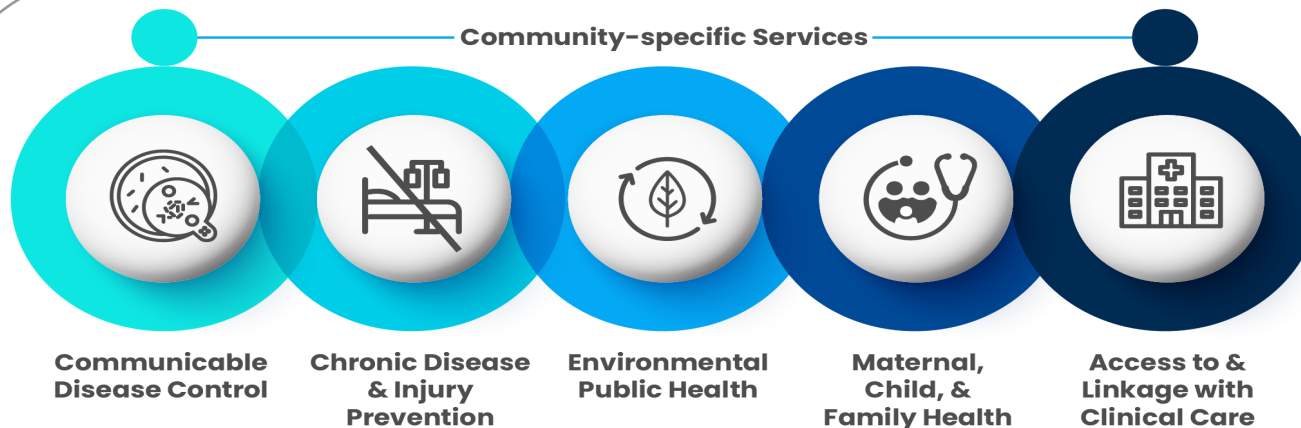 Community-specific Services
Communicable
Disease Control
Chronic Disease
& Injury
Prevention
Environmental
Public Health
Maternal,
Child, &
Family Health
Access to &
Linkage with
Clinical Care